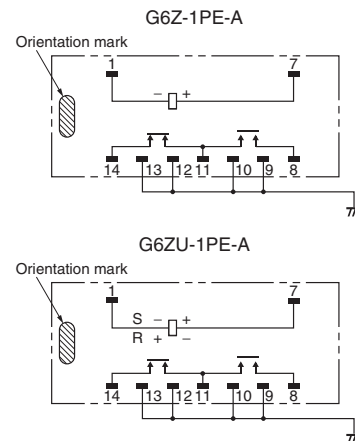 G6Z-1PE-A
Orientation mark
1 7
− +
14 13 12 11 10 9 8
G6ZU-1PE-A
Orientation mark
1 7
S − +
R + −
14 13 12 11 10 9 8